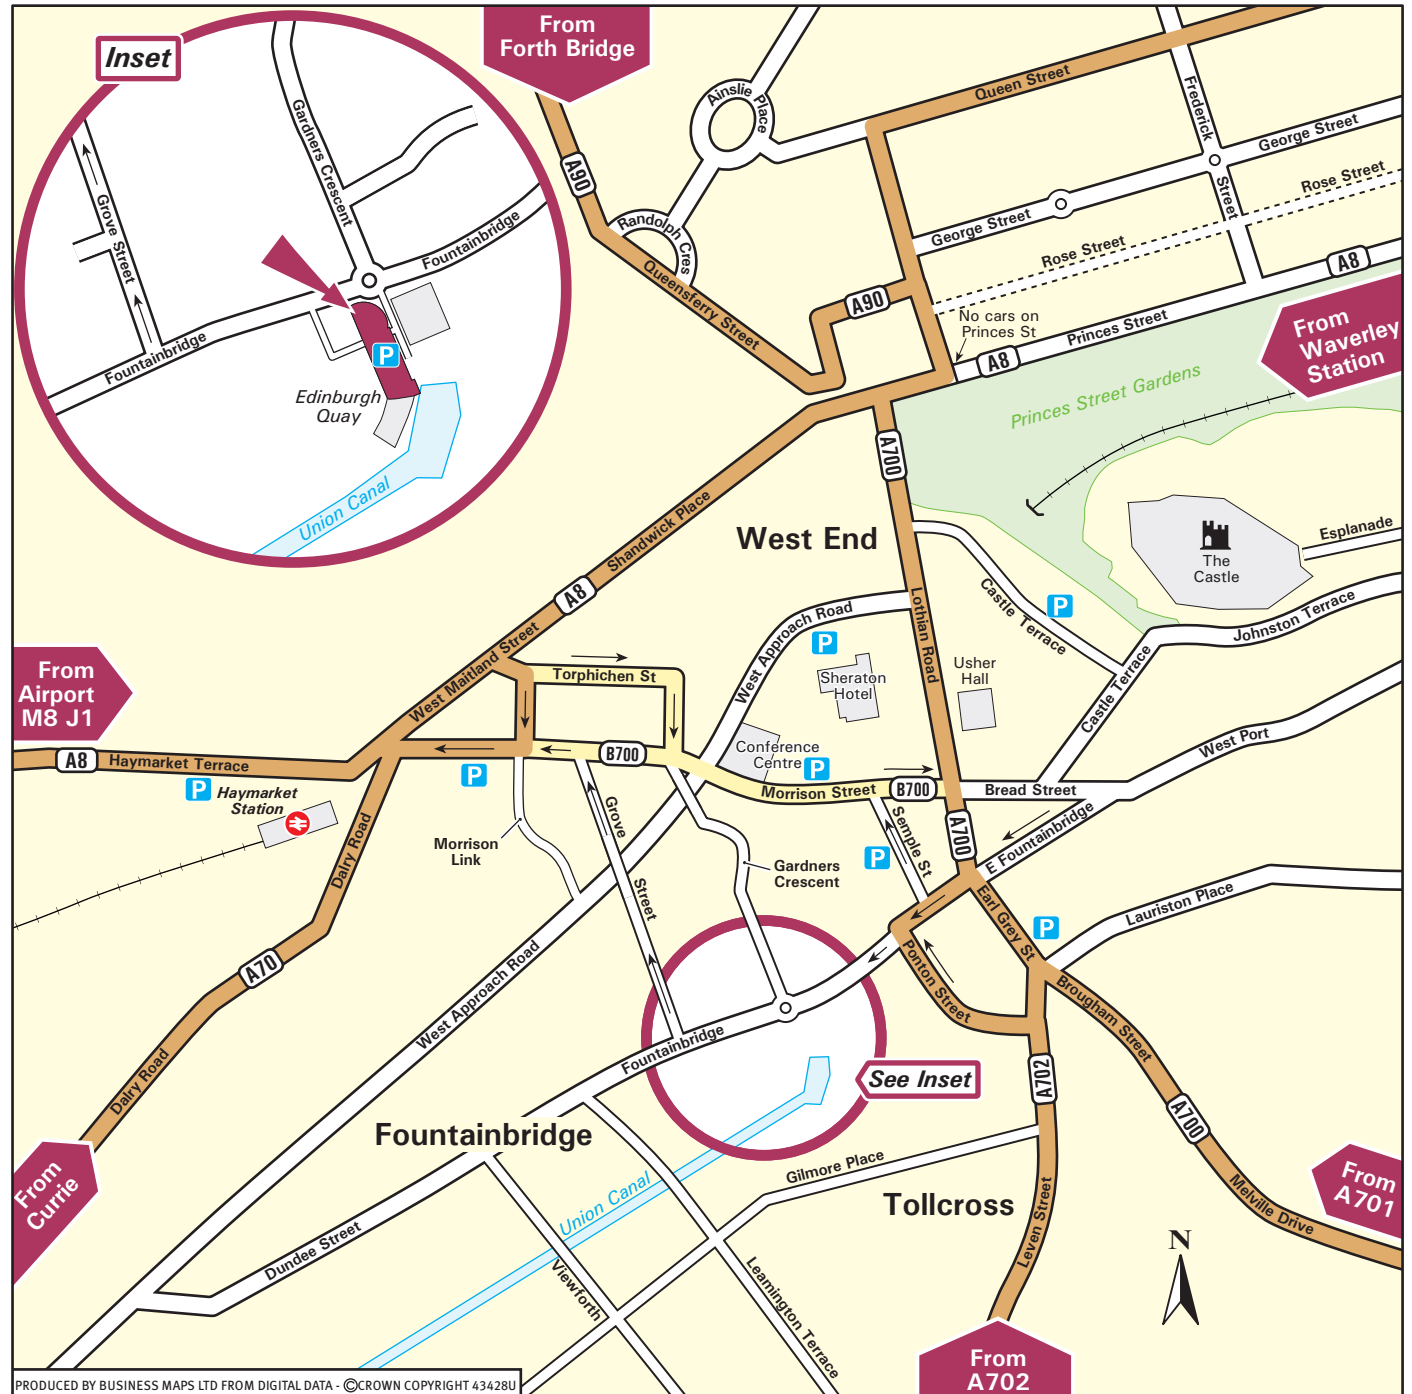 Inset
Gardners Crescent
Grove Street
Fountainbridge
Fountainbridge
P
Edinburgh
Quay
Union Canal
From
Forth Bridge
A90
Ainslie Place
Randolph Cres
Queensferry Street
A90
Queen Street
Frederick
Street
George Street
George Street
Rose Street
Rose Street
A8
No cars on
Princes St
A8
Princes Street
From
Waverley
Station
Princes Street Gardens
A700
West End
Shandwick Place
A8
The
Castle
Esplanade
Castle Terrace
P
Johnston Terrace
West Approach Road
P
Lothian Road
Usher
Hall
Sheraton
Hotel
Castle Terrace
From
Airport
M8 J1
West Maitland Street
Torphichen St
A8
Haymarket Terrace
B700
Conference
Centre
P
West Port
P
Haymarket
Station
P
Morrison Street
B700
Bread Street
Dalry Road
Morrison
Link
Grove
Street
Gardners
Crescent
Semple St
P
A700
E Fountainbridge
Earl Grey St
P
Lauriston Place
A70
West Approach Road
Ponton Street
Brougham Street
Fountainbridge
See Inset
A702
Dalry Road
A700
Fountainbridge
From
Currie
Gilmore Place
Union Canal
Tollcross
Melville Drive
From
A701
Dundee Street
Viewforth
Leamington Terrace
Leven Street
N
From
A702
PRODUCED BY BUSINESS MAPS LTD FROM DIGITAL DATA - ©CROWN COPYRIGHT 43428U